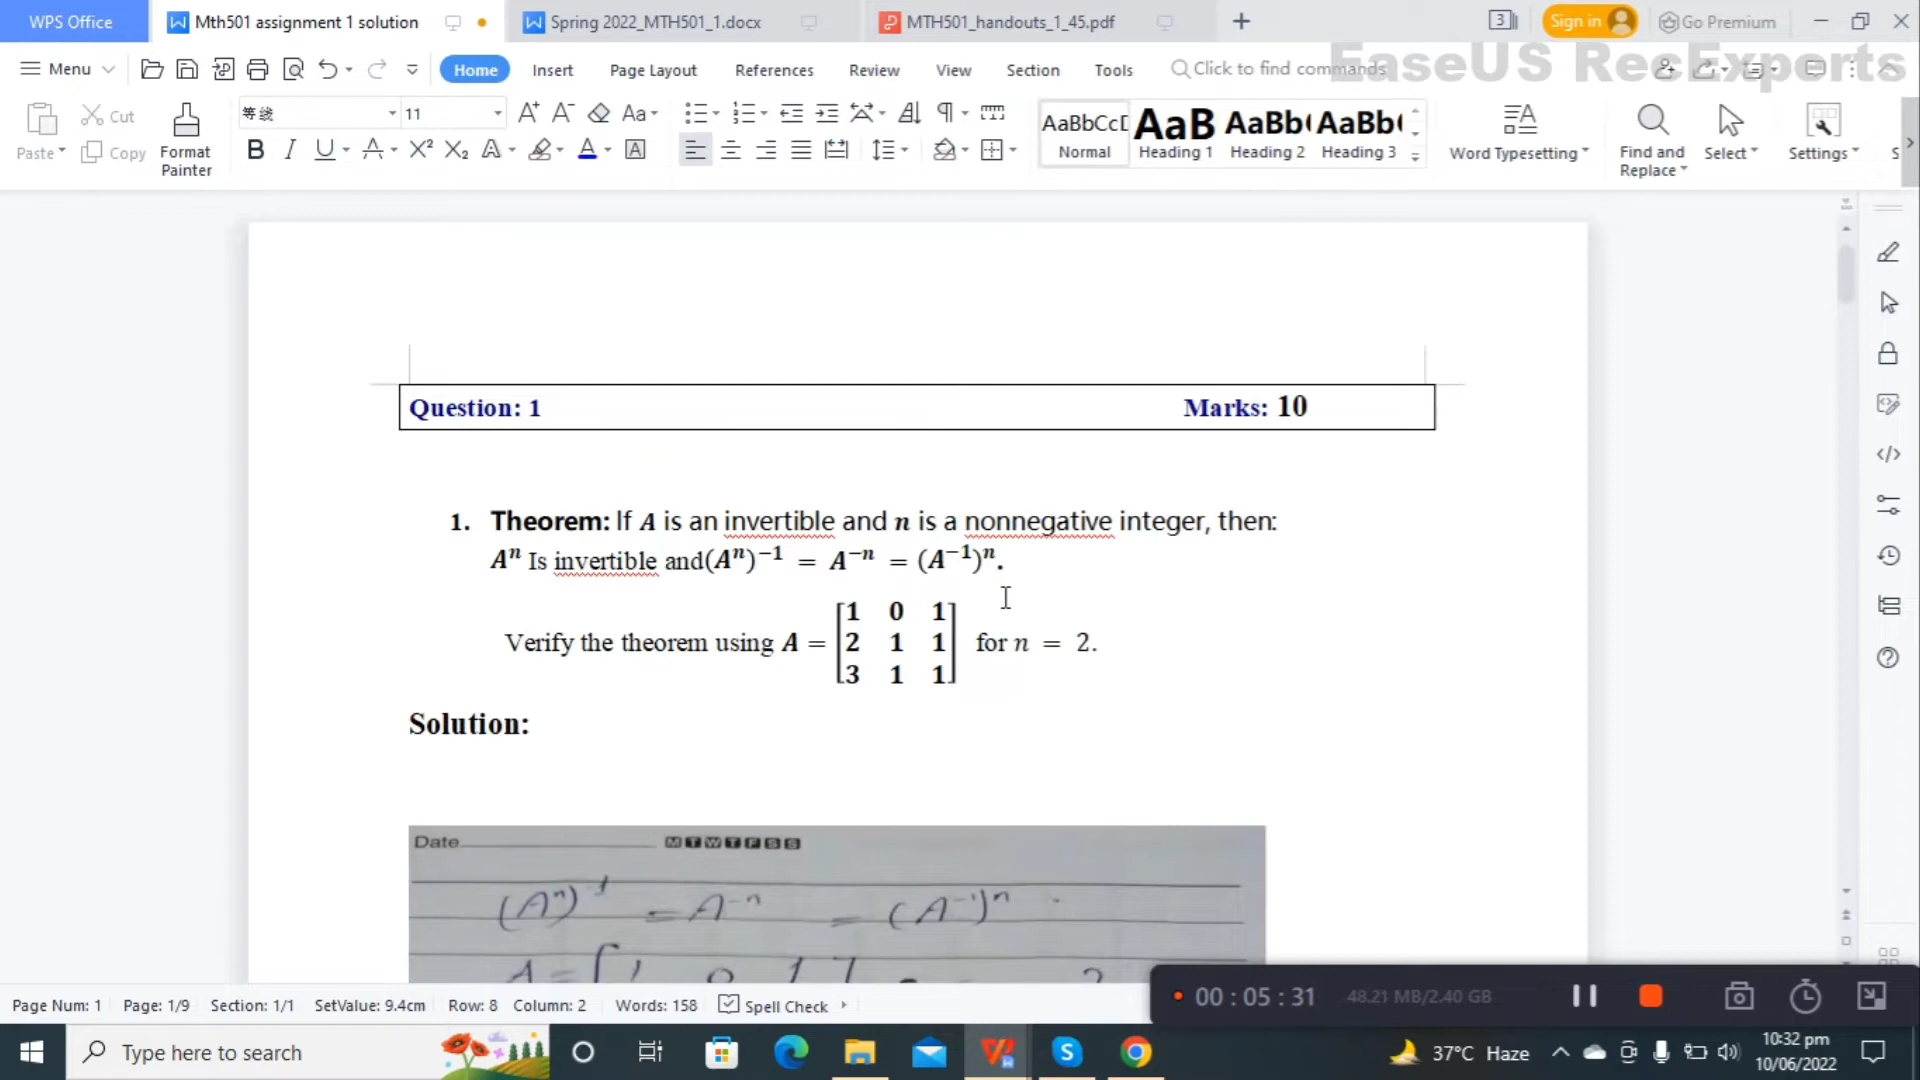 WPS Office
Mth501 assignment 1 solution
Spring 2022_MTH501_1.docx
MTH501_handouts_1_45.pdf
3
Sign in
Go Premium
Menu
Home
Insert
Page Layout
References
Review
View
Section
Tools
Click to find commands
EaseUS RecExperts
Paste
Cut
Copy
Format
Painter
等线
11
AaBbCcD
Normal
AaB
Heading 1
AaBb(
Heading 2
AaBb(
Heading 3
Word Typesetting
Find and
Replace
Select
Settings
S
Question: 1 Marks: 10
1. Theorem: If A is an invertible and n is a nonnegative integer, then:
Aⁿ Is invertible and(Aⁿ)⁻¹ = A⁻ⁿ = (A⁻¹)ⁿ.
1 0 1
Verify the theorem using A = 2 1 1 for n = 2.
3 1 1
Solution:
Date M T W T F S S
(Aⁿ)⁻¹ = A⁻ⁿ = (A⁻¹)ⁿ
A = [ 1 0 1 ] 2
Page Num: 1 Page: 1/9 Section: 1/1 SetValue: 9.4cm Row: 8 Column: 2 Words: 158 Spell Check
00 : 05 : 31 48.21 MB/2.40 GB
Type here to search
37°C Haze
10:32 pm
10/06/2022